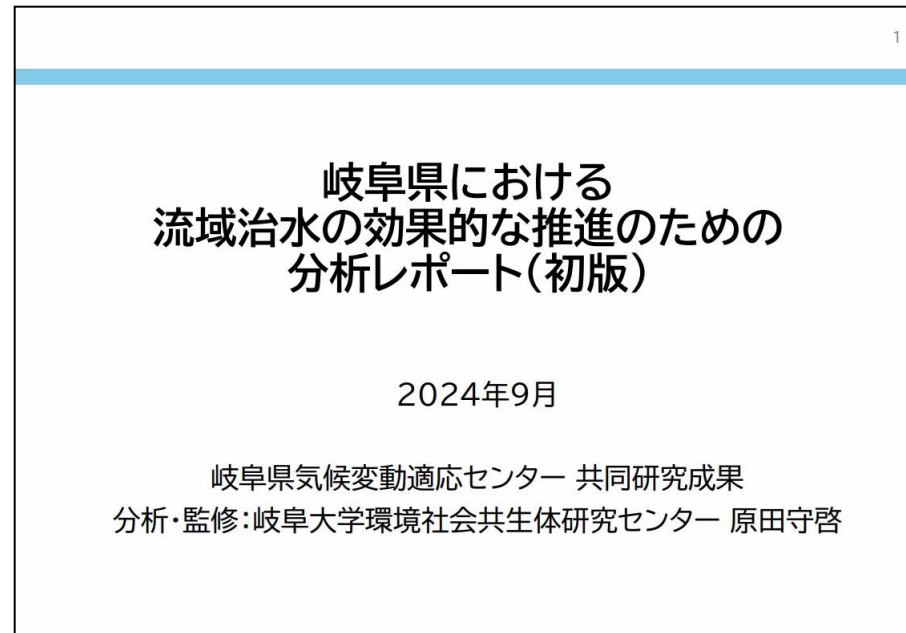 1
岐阜県における
流域治水の効果的な推進のための
分析レポート(初版)
2024年9月
岐阜県気候変動適応センター 共同研究成果
分析・監修:岐阜大学環境社会共生体研究センター 原田守啓